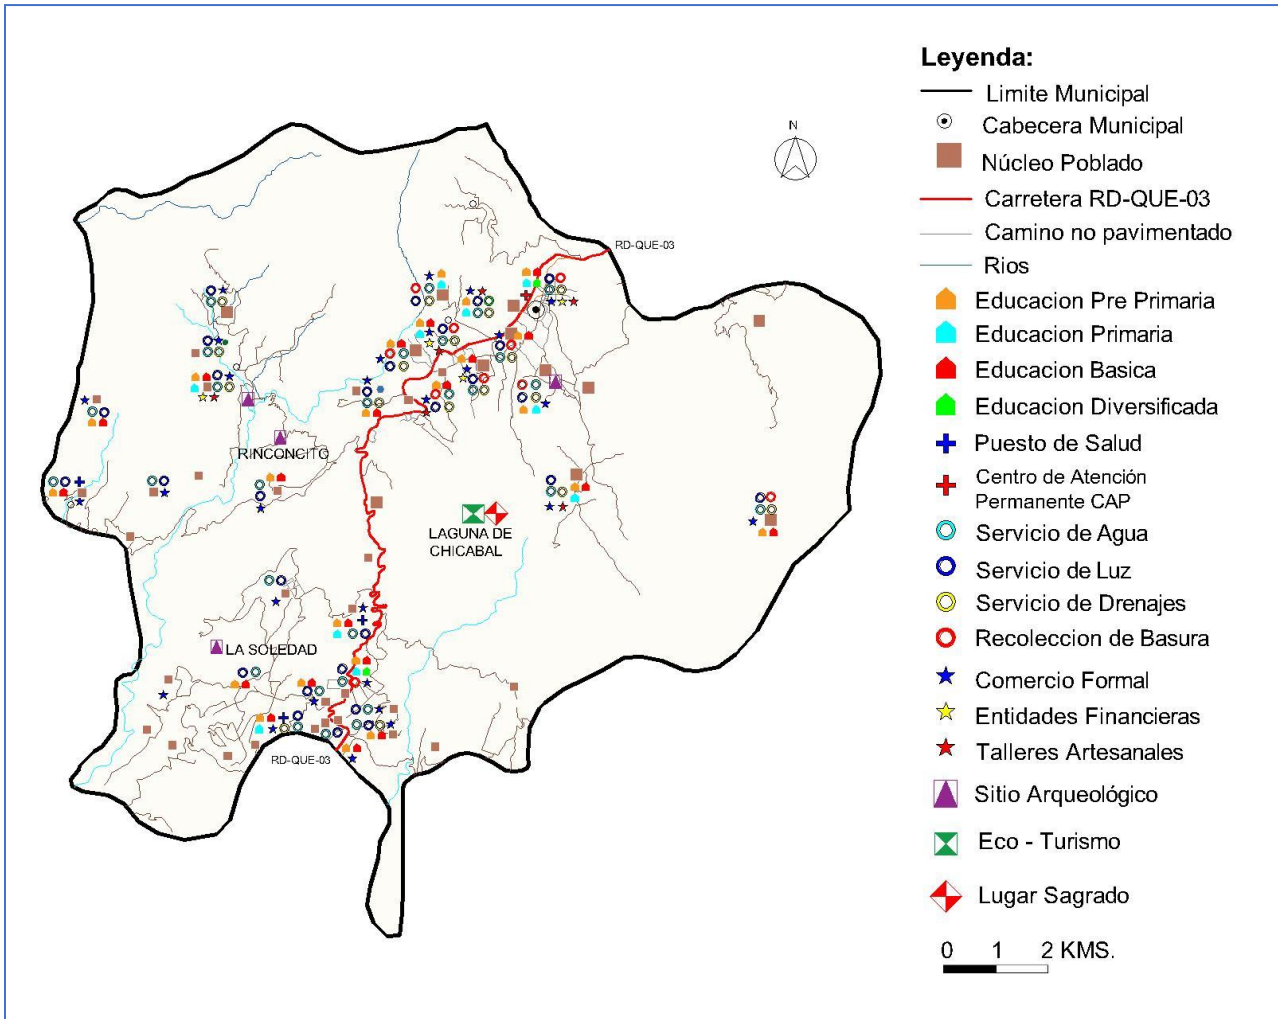 Leyenda:
Limite Municipal
Cabecera Municipal
Núcleo Poblado
Carretera RD-QUE-03
Camino no pavimentado
Rios
Educacion Pre Primaria
Educacion Primaria
Educacion Basica
Educacion Diversificada
Puesto de Salud
Centro de Atención
Permanente CAP
Servicio de Agua
Servicio de Luz
Servicio de Drenajes
Recoleccion de Basura
Comercio Formal
Entidades Financieras
Talleres Artesanales
Sitio Arqueológico
Eco - Turismo
Lugar Sagrado
0 1 2 KMS.
N
RD-QUE-03
RINCONCITO
LAGUNA DE
CHICABAL
LA SOLEDAD
RD-QUE-03